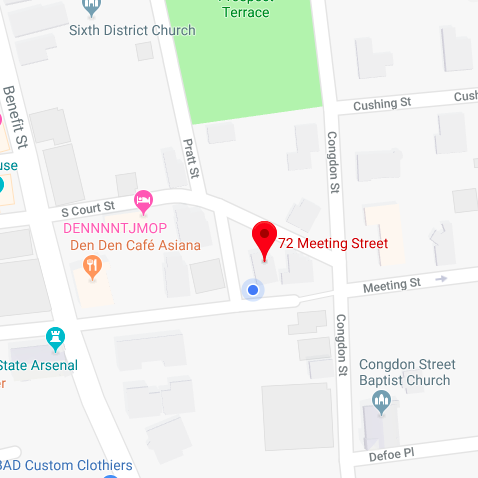 Sixth District Church
Prospect
Terrace
Benefit St
Cushing St
Cush
Pratt St
Congdon St
use
S Court St
DENNNNTJMOP
Den Den Café Asiana
72 Meeting Street
Meeting St
State Arsenal
er
Congdon St
Congdon Street
Baptist Church
Defoe Pl
BAD Custom Clothiers